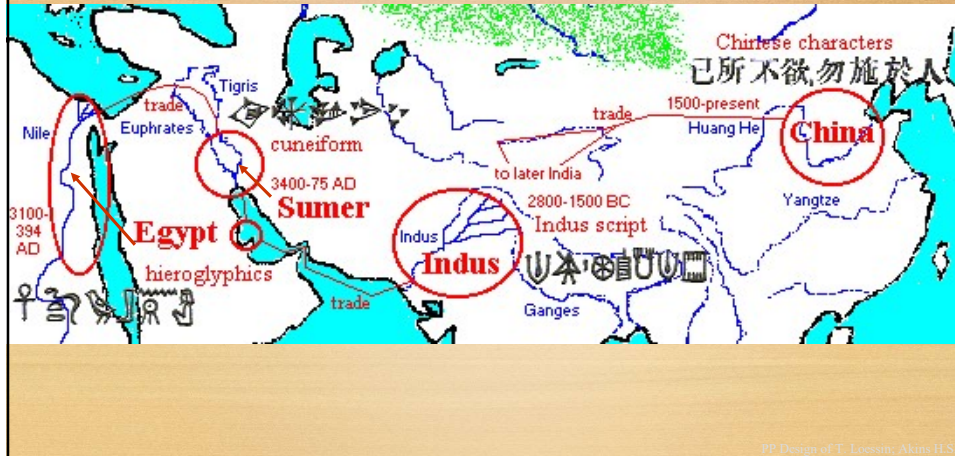 Chinese characters
己所不欲,勿施於人
Tigris
trade
1500-present
Nile
Euphrates
trade
Huang He
China
cuneiform
to later India
3400-75 AD
Sumer
2800-1500 BC
Yangtze
3100-
394
AD
Egypt
Indus
Indus script
Indus
hieroglyphics
trade
Ganges
PP Design of T. Loessin; Akins H.S.